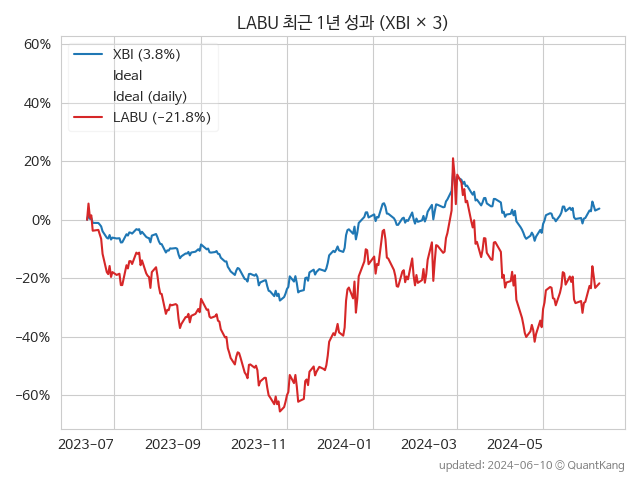 LABU 최근 1년 성과 (XBI × 3)
60%
40%
20%
0%
−20%
−40%
−60%
XBI (3.8%)
Ideal
Ideal (daily)
LABU (−21.8%)
2023-07 2023-09 2023-11 2024-01 2024-03 2024-05
updated: 2024-06-10 © QuantKang